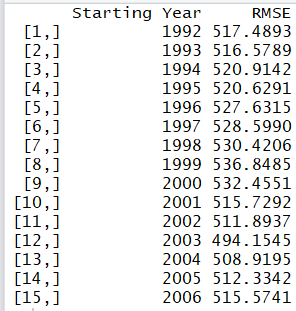 Starting Year RMSE
[1,] 1992 517.4893
[2,] 1993 516.5789
[3,] 1994 520.9142
[4,] 1995 520.6291
[5,] 1996 527.6315
[6,] 1997 528.5990
[7,] 1998 530.4206
[8,] 1999 536.8485
[9,] 2000 532.4551
[10,] 2001 515.7292
[11,] 2002 511.8937
[12,] 2003 494.1545
[13,] 2004 508.9195
[14,] 2005 512.3342
[15,] 2006 515.5741